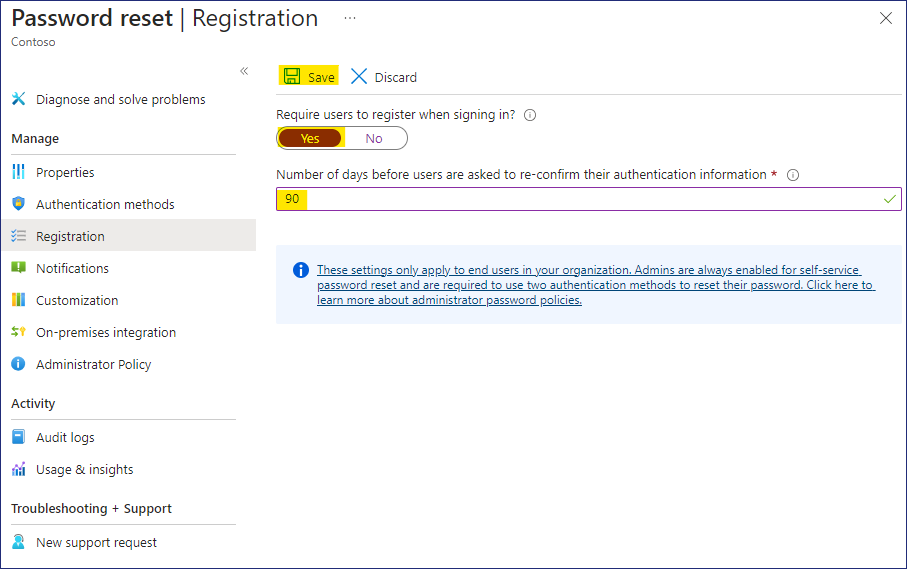 Password reset | Registration ...
Contoso
«
Diagnose and solve problems
Manage
Properties
Authentication methods
Registration
Notifications
Customization
On-premises integration
Administrator Policy
Activity
Audit logs
Usage & insights
Troubleshooting + Support
New support request
Save Discard
Require users to register when signing in?
Yes No
Number of days before users are asked to re-confirm their authentication information *
90
These settings only apply to end users in your organization. Admins are always enabled for self-service
password reset and are required to use two authentication methods to reset their password. Click here to
learn more about administrator password policies.